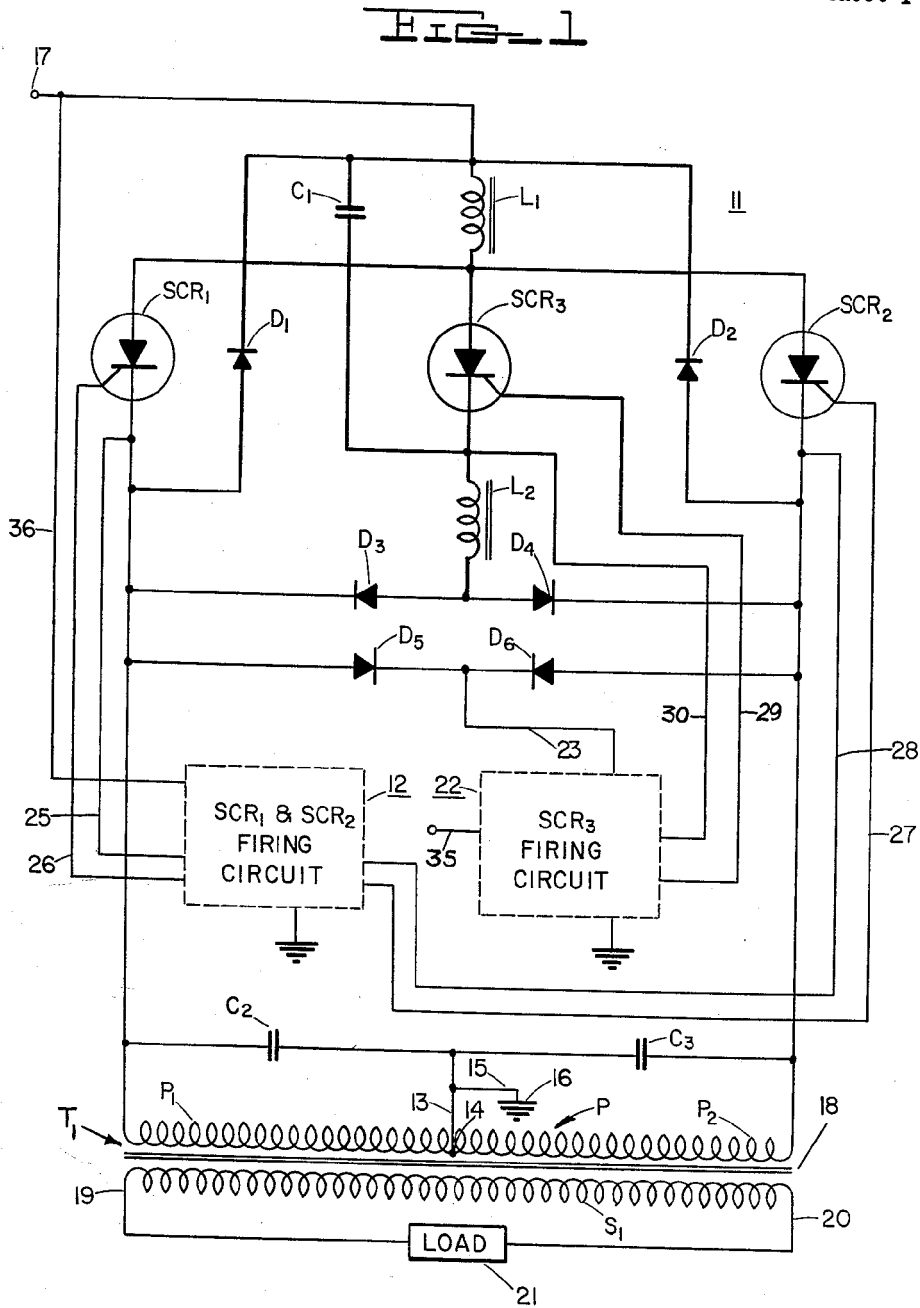 FIG-1
17
C1
L1
11
SCR1
D1
SCR3
D2
SCR2
L2
36
D3
D4
D5
D6
30
29
23
28
25
12
22
26
SCR1 & SCR2
FIRING
CIRCUIT
35
SCR3
FIRING
CIRCUIT
27
C2
C3
15
16
P1
13
14
P
P2
18
T1
19
S1
20
LOAD
21